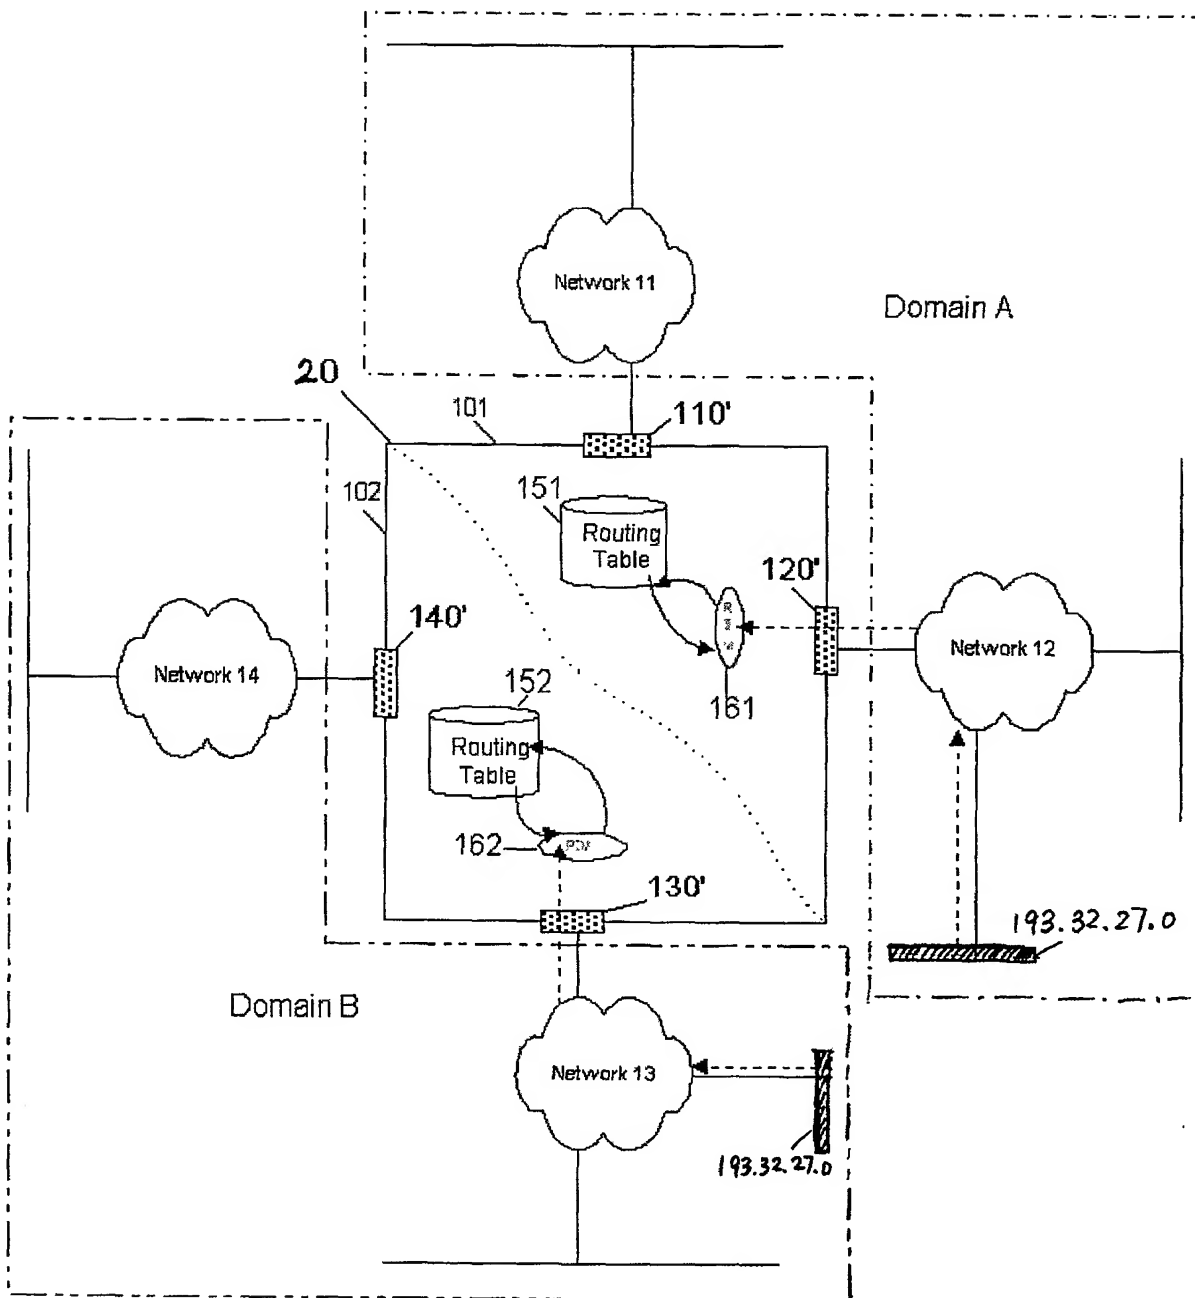 Network 11
Domain A
20
101
110'
102
151
Routing
Table
120'
140'
Network 14
Network 12
161
152
Routing
Table
162
130'
193.32.27.0
Domain B
Network 13
193.32.27.0